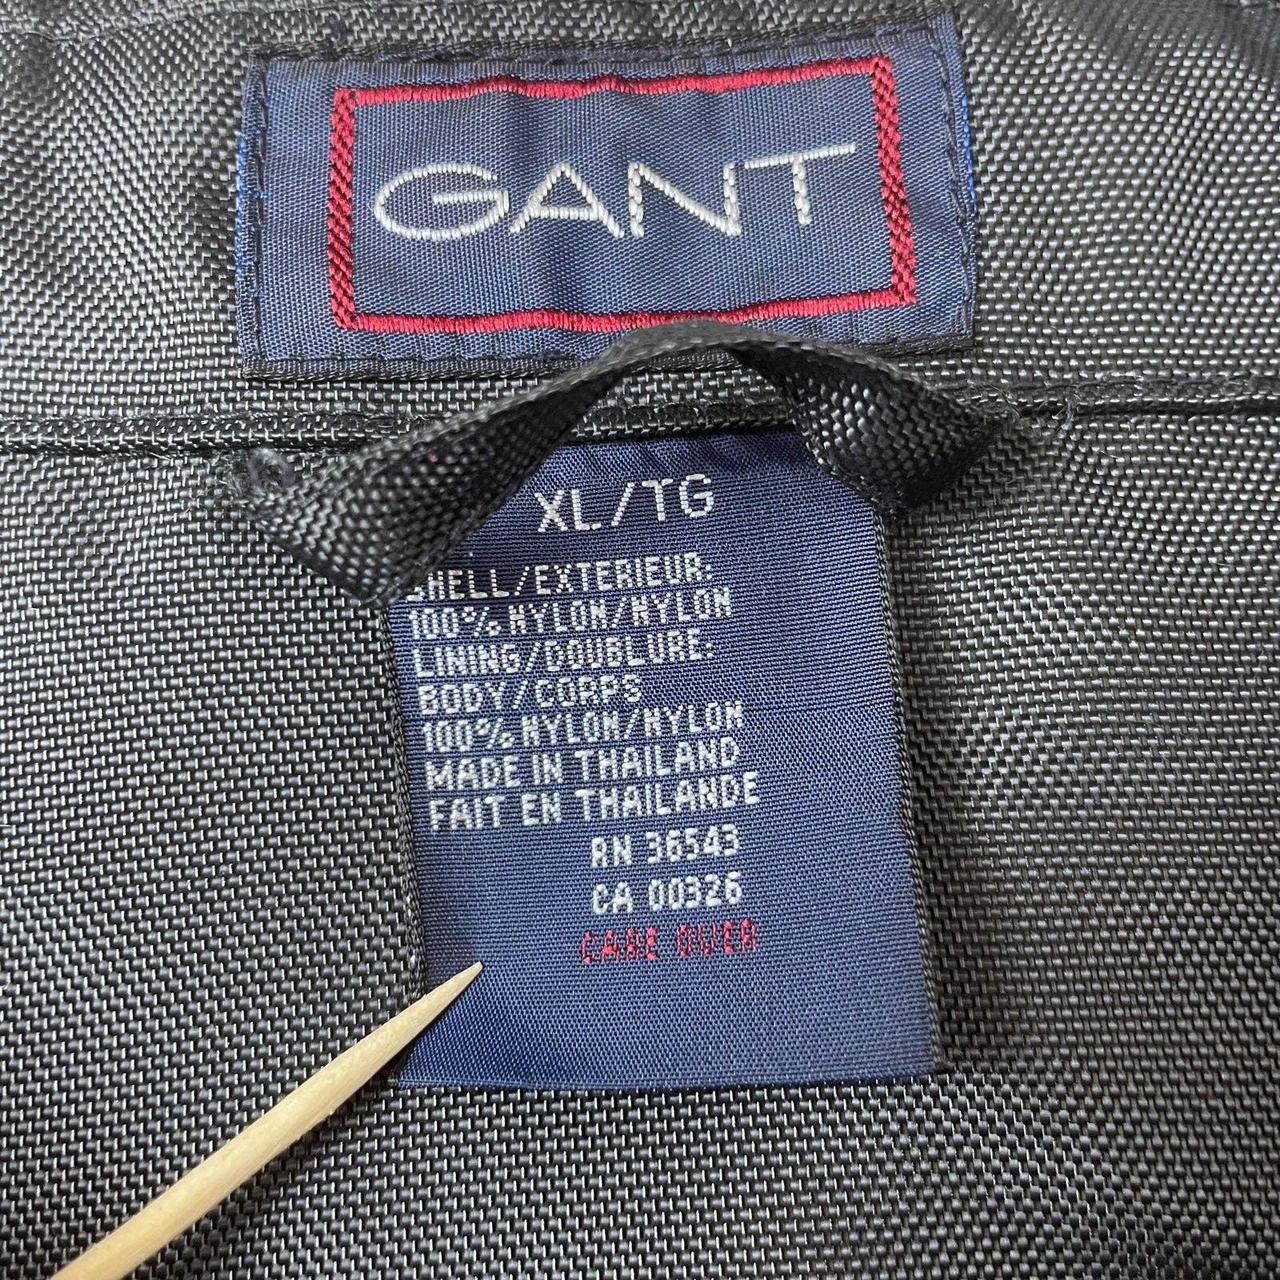 GANT
XL/TG
SHELL/EXTERIEUR:
100% NYLON/NYLON
LINING/DOUBLURE:
BODY/CORPS
100% NYLON/NYLON
MADE IN THAILAND
FAIT EN THAILANDE
RN 36543
CA 00326
CARE OVER